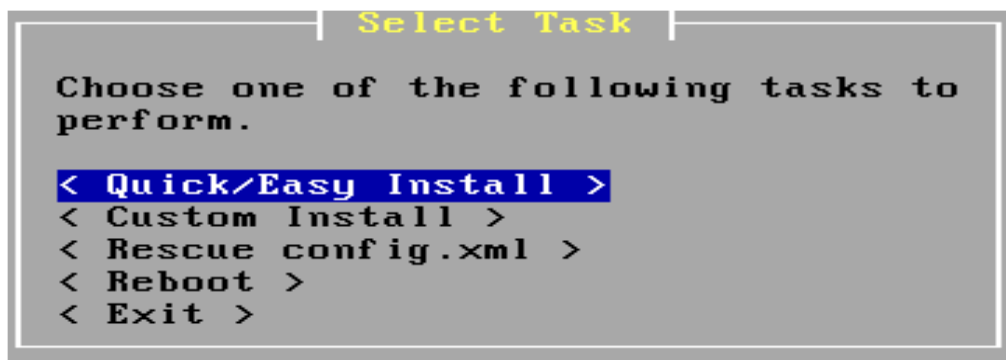 Select Task
Choose one of the following tasks to
perform.
< Quick/Easy Install >
< Custom Install >
< Rescue config.xml >
< Reboot >
< Exit >